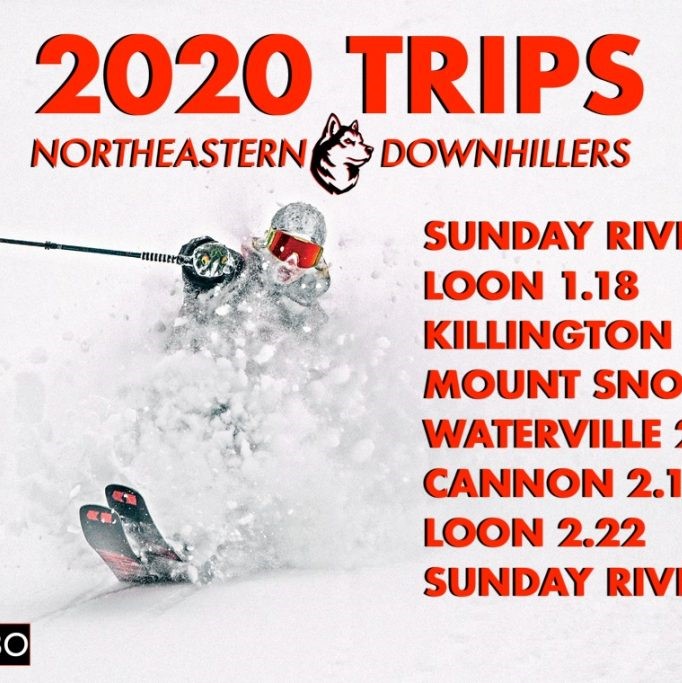 2020 TRIPS
NORTHEASTERN DOWNHILLERS
SUNDAY
LOON 1.18
KILLINGTON
MOUNT
WATERVILLE
CANNON
LOON 2.22
SUNDAY